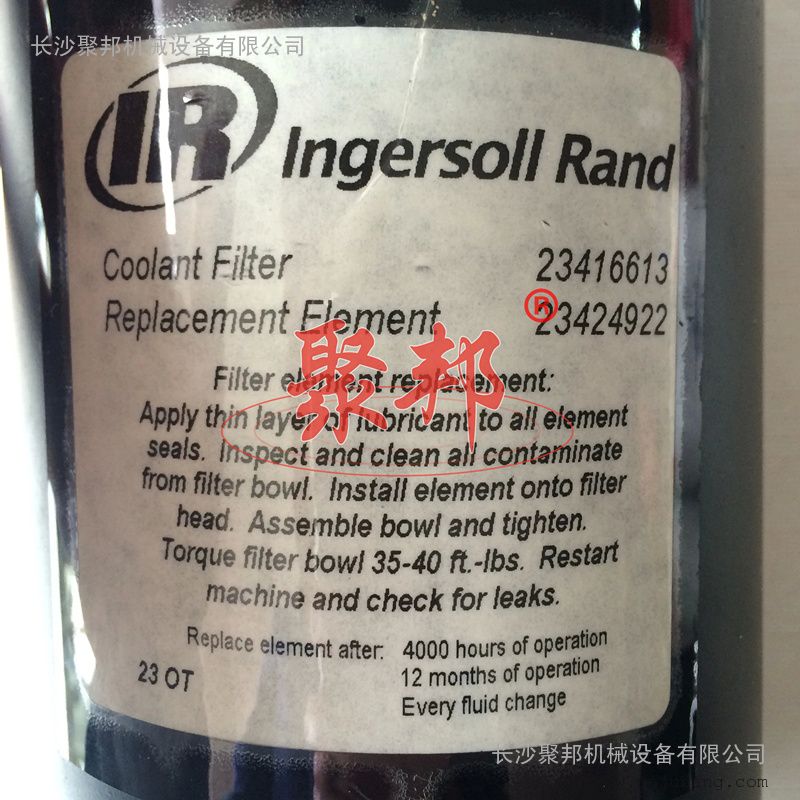 长沙聚邦机械设备有限公司
IR Ingersoll Rand
Coolant Filter 23416613
Replacement Element 23424922
®
聚邦
Filter element replacement:
Apply thin layer of lubricant to all element
seals. Inspect and clean all contaminate
from filter bowl. Install element onto filter
head. Assemble bowl and tighten.
Torque filter bowl 35-40 ft.-lbs. Restart
machine and check for leaks.
Replace element after: 4000 hours of operation
12 months of operation
23 OT
Every fluid change
长沙聚邦机械设备有限公司